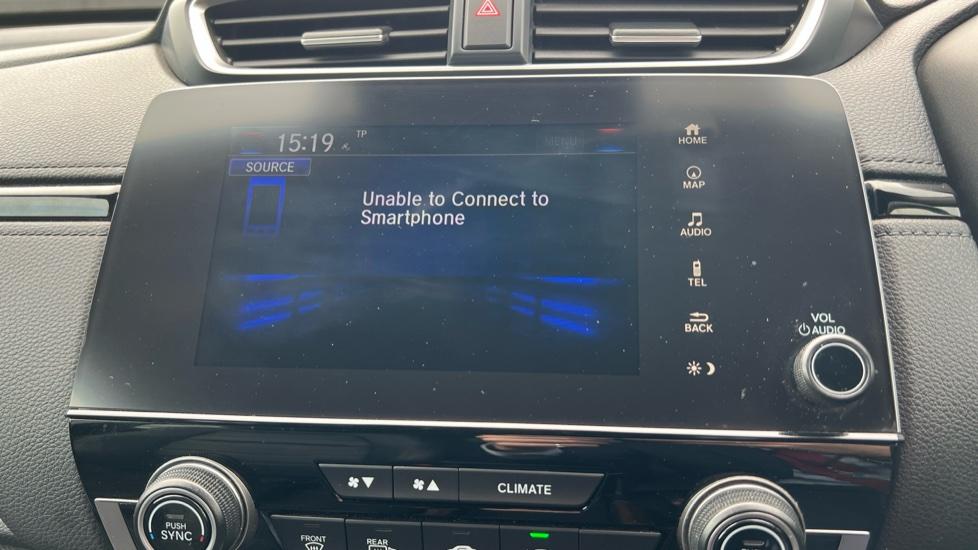 15:19 TP MENU
SOURCE
Unable to Connect to
Smartphone
HOME
MAP
AUDIO
TEL
BACK
VOL
AUDIO
CLIMATE
PUSH
SYNC
FRONT
REAR